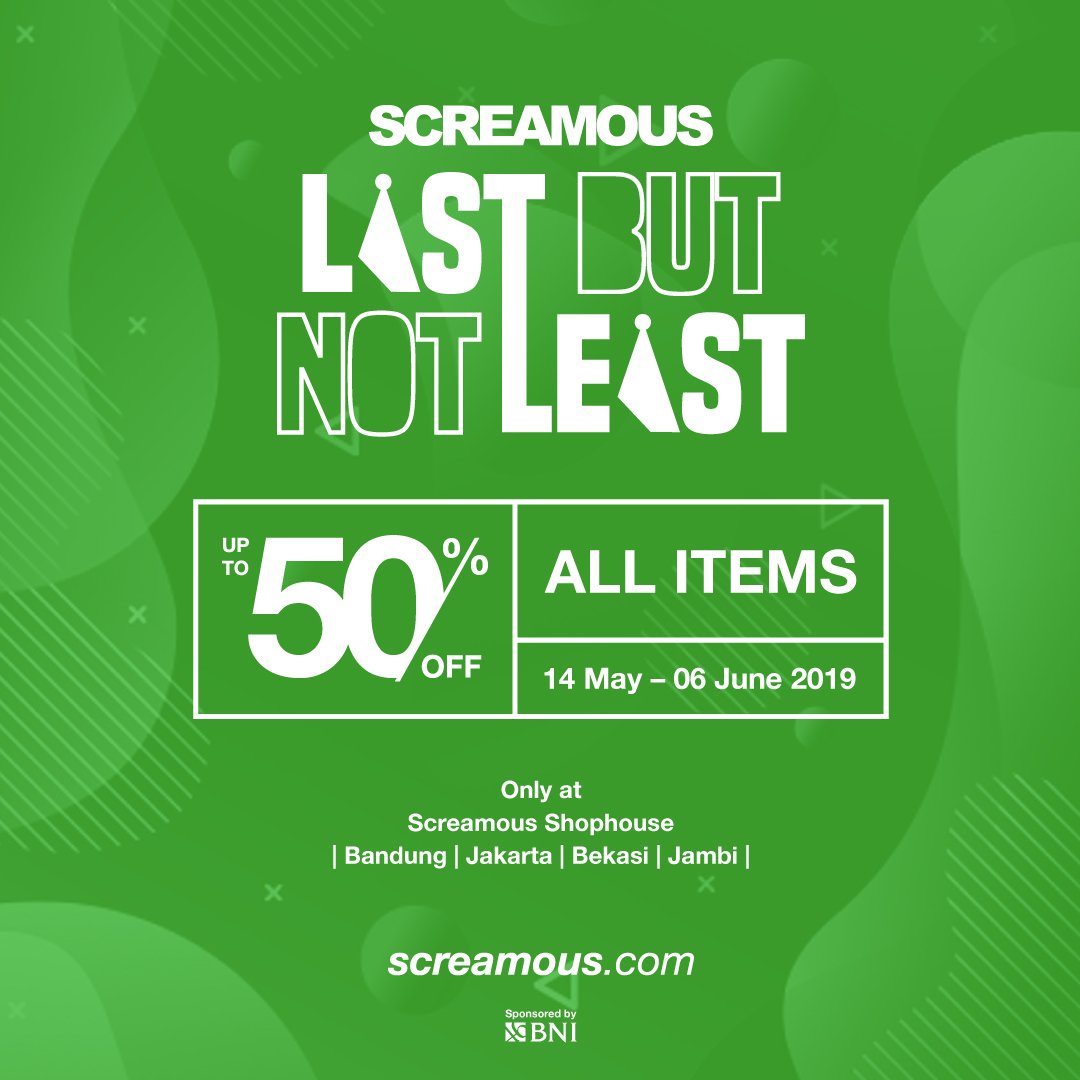 SCREAMOUS
LAST BUT
NOT LEAST
UP TO 50% OFF
ALL ITEMS
14 May – 06 June 2019
Only at
Screamous Shophouse
| Bandung | Jakarta | Bekasi | Jambi |
screamous.com
Sponsored by
BNI